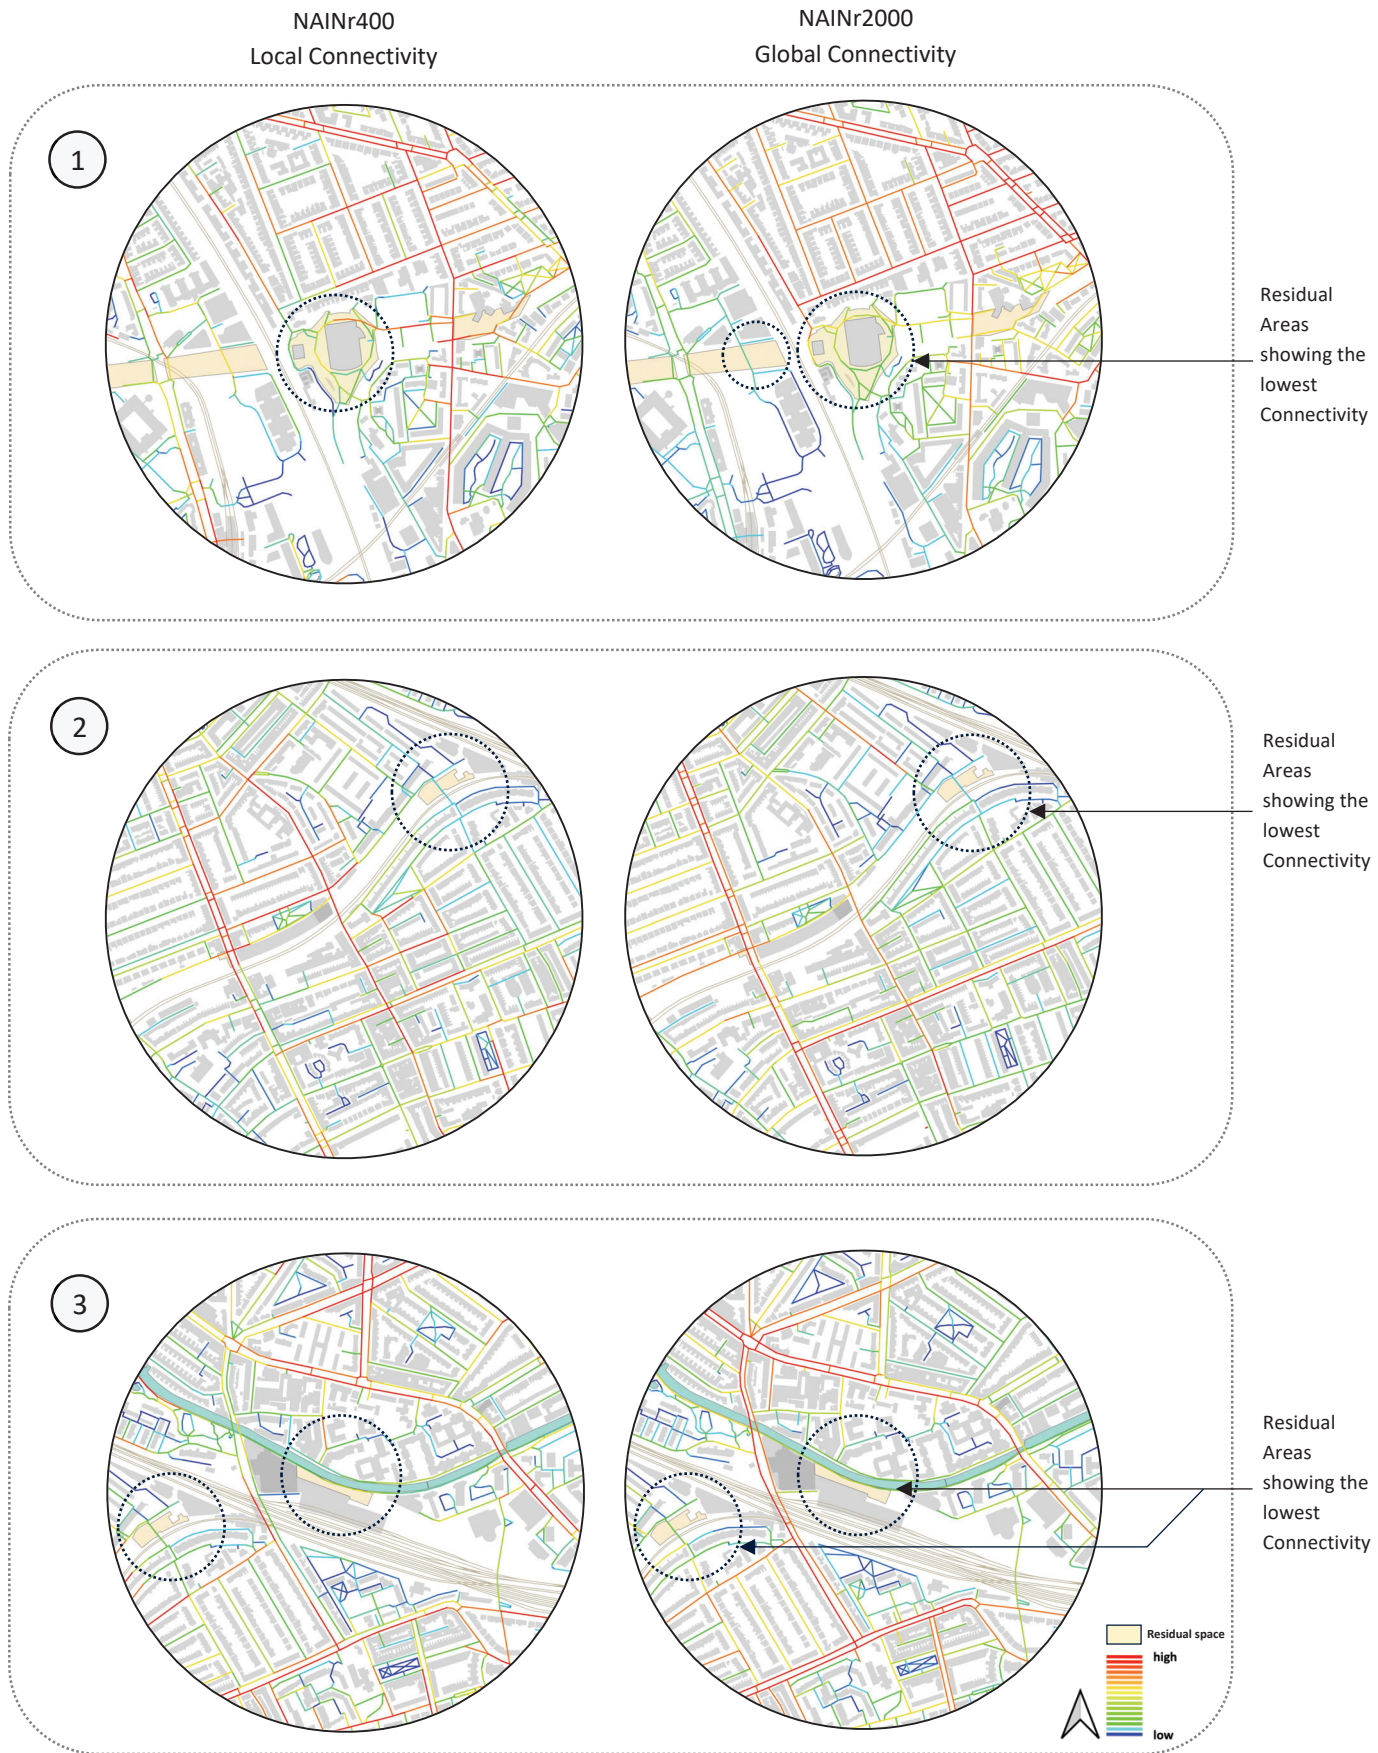 NAINr400
Local Connectivity
NAINr2000
Global Connectivity
1
Residual
Areas
showing the
lowest
Connectivity
2
Residual
Areas
showing the
lowest
Connectivity
3
Residual
Areas
showing the
lowest
Connectivity
Residual space
high
low